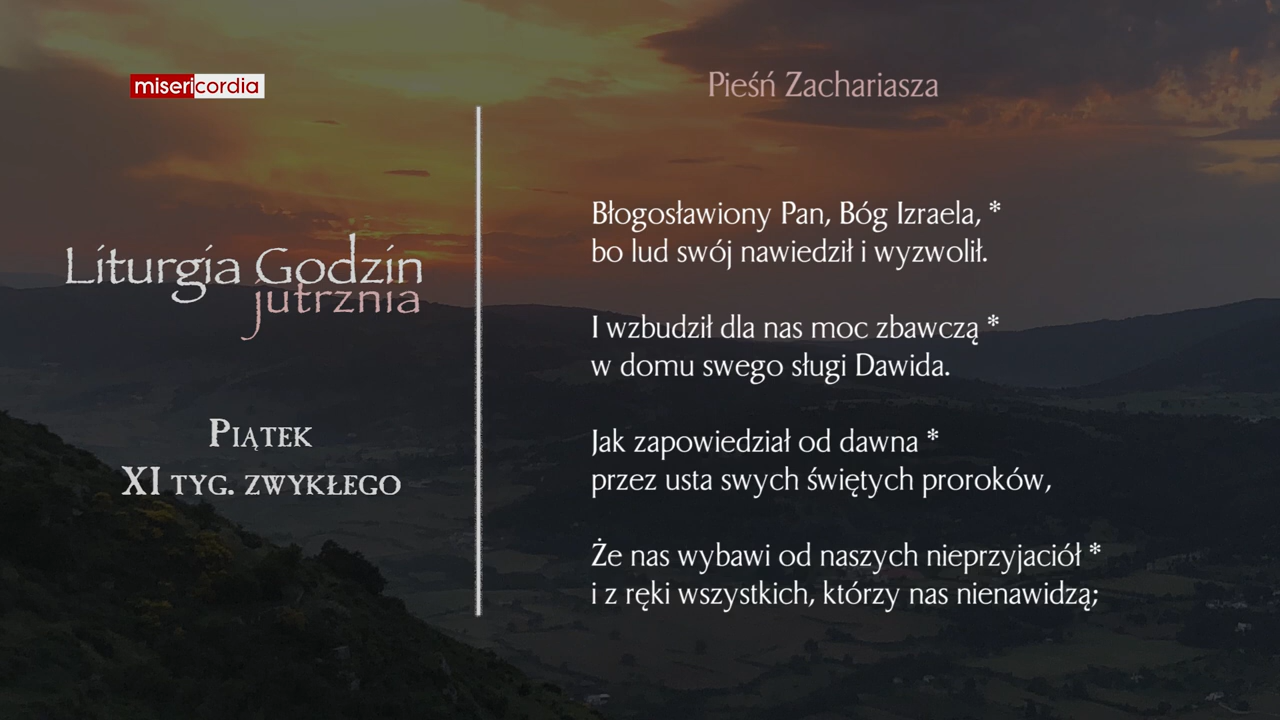 misericordia
Liturgia Godzin
jutrznia
Piątek
XI tyg. zwykłego
Pieśń Zachariasza
Błogosławiony Pan, Bóg Izraela, *
bo lud swój nawiedził i wyzwolił.
I wzbudził dla nas moc zbawczą *
w domu swego sługi Dawida.
Jak zapowiedział od dawna *
przez usta swych świętych proroków,
Że nas wybawi od naszych nieprzyjaciół *
i z ręki wszystkich, którzy nas nienawidzą;